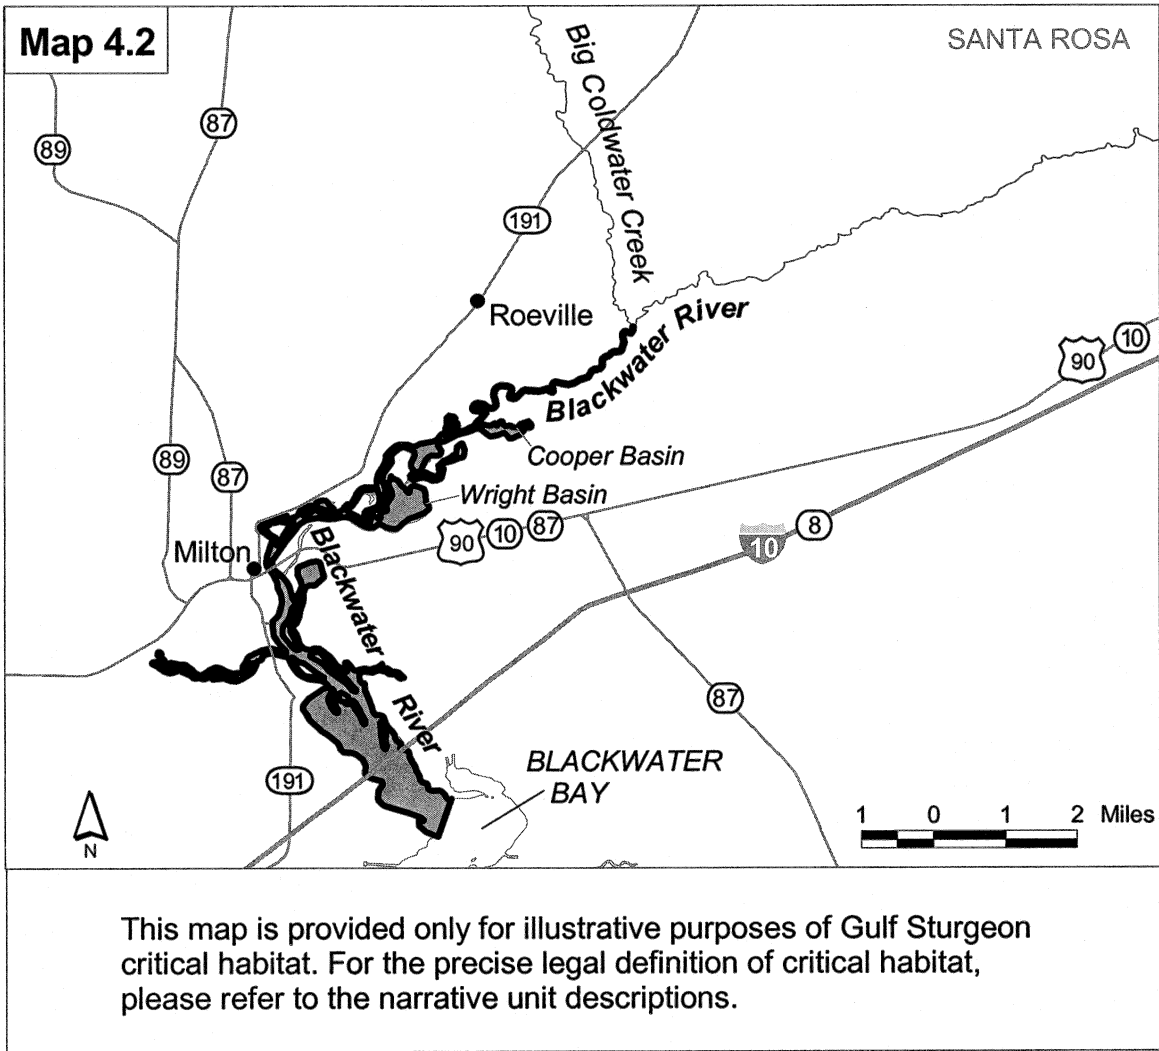 Map 4.2
SANTA ROSA
Big Coldwater Creek
87
89
191
Roeville
Blackwater River
10
90
Cooper Basin
89
87
Wright Basin
90
10
87
8
10
Milton
Blackwater
River
87
191
BLACKWATER
BAY
1 0 1 2 Miles
N
This map is provided only for illustrative purposes of Gulf Sturgeon
critical habitat. For the precise legal definition of critical habitat,
please refer to the narrative unit descriptions.